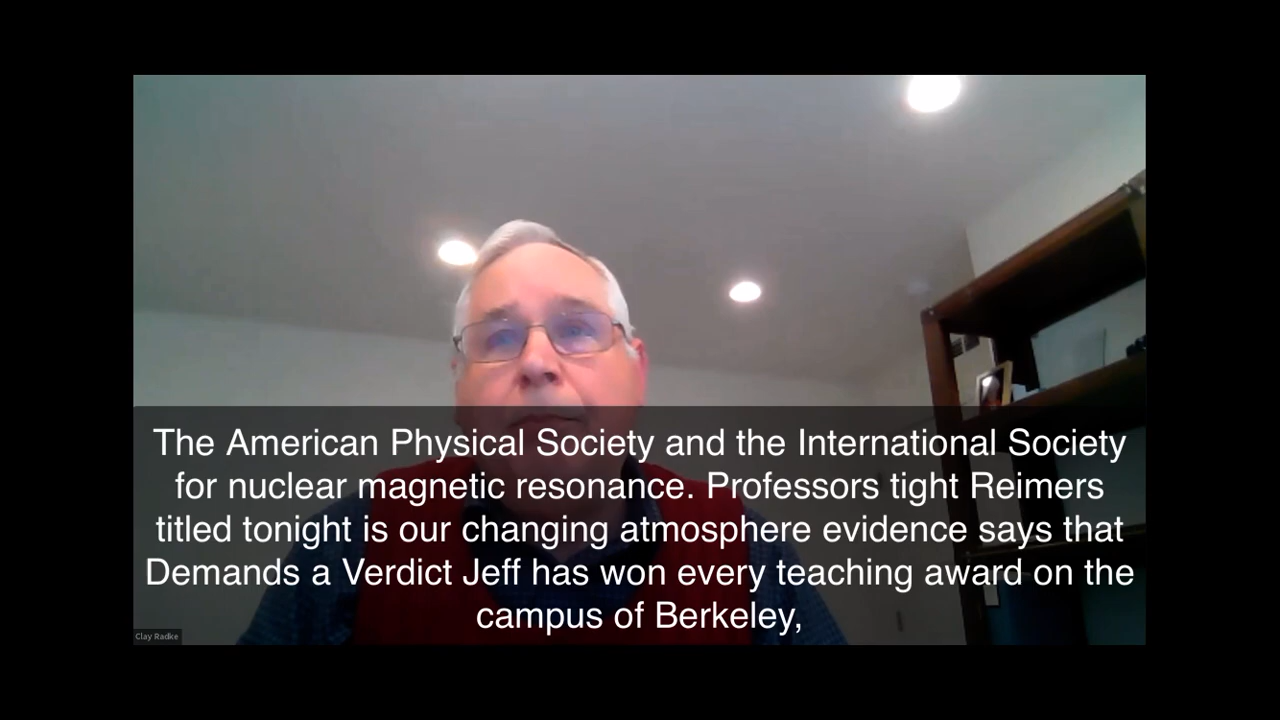 The American Physical Society and the International Society
for nuclear magnetic resonance. Professors tight Reimers
titled tonight is our changing atmosphere evidence says that
Demands a Verdict Jeff has won every teaching award on the
campus of Berkeley,
Clay Radke